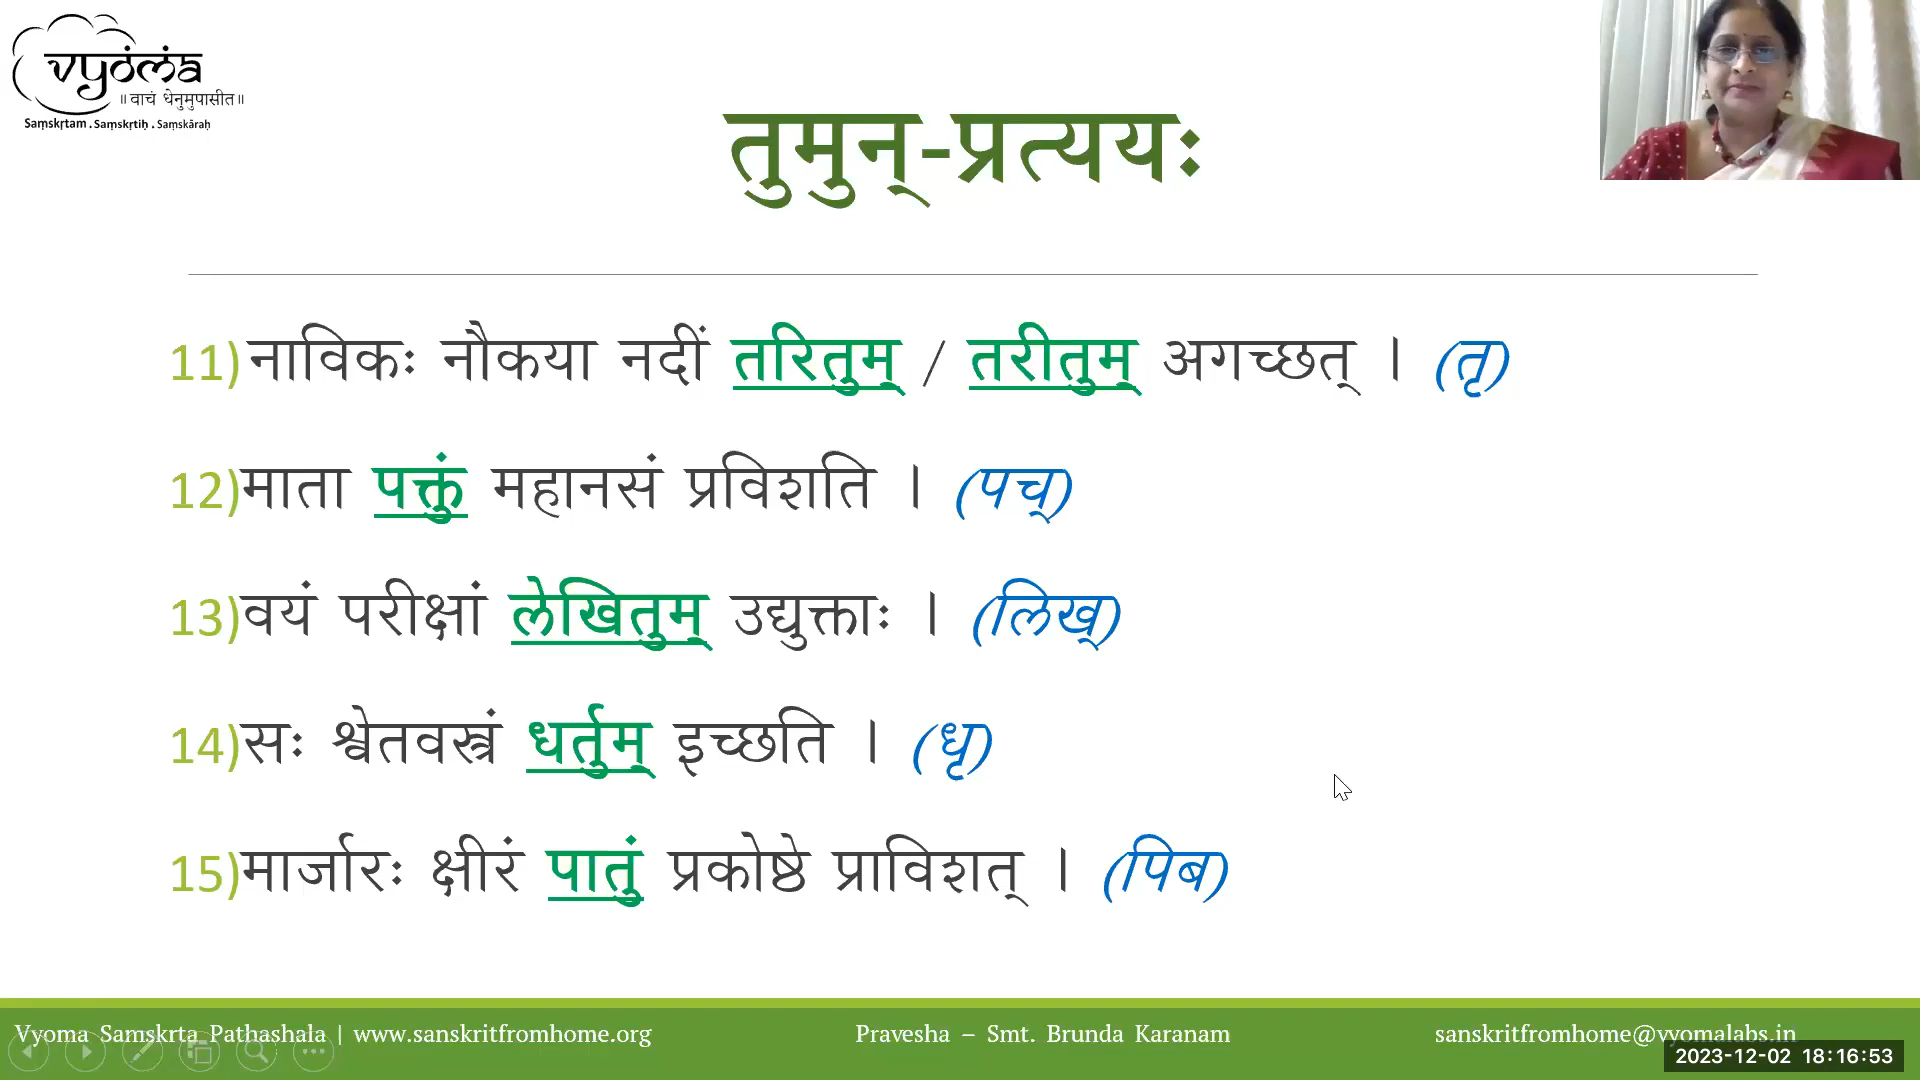 vyoma
॥ वाचं धेनुमुपासीत॥
Saṃskṛtam . Saṃskṛtiḥ . Saṃskāraḥ
तुमुन्-प्रत्ययः
11) नाविकः नौकया नदीं तरितुम् / तरीतुम् अगच्छत् । (तृ)
12) माता पक्तुं महानसं प्रविशति । (पच्)
13) वयं परीक्षां लेखितुम् उद्युक्ताः । (लिख्)
14) सः श्वेतवस्त्रं धर्तुम् इच्छति । (धृ)
15) मार्जारः क्षीरं पातुं प्रकोष्ठे प्राविशत् । (पिब)
Vyoma Samskrta Pathashala | www.sanskritfromhome.org Pravesha – Smt. Brunda Karanam sanskritfromhome@vyomalabs.in
2023-12-02 18:16:53